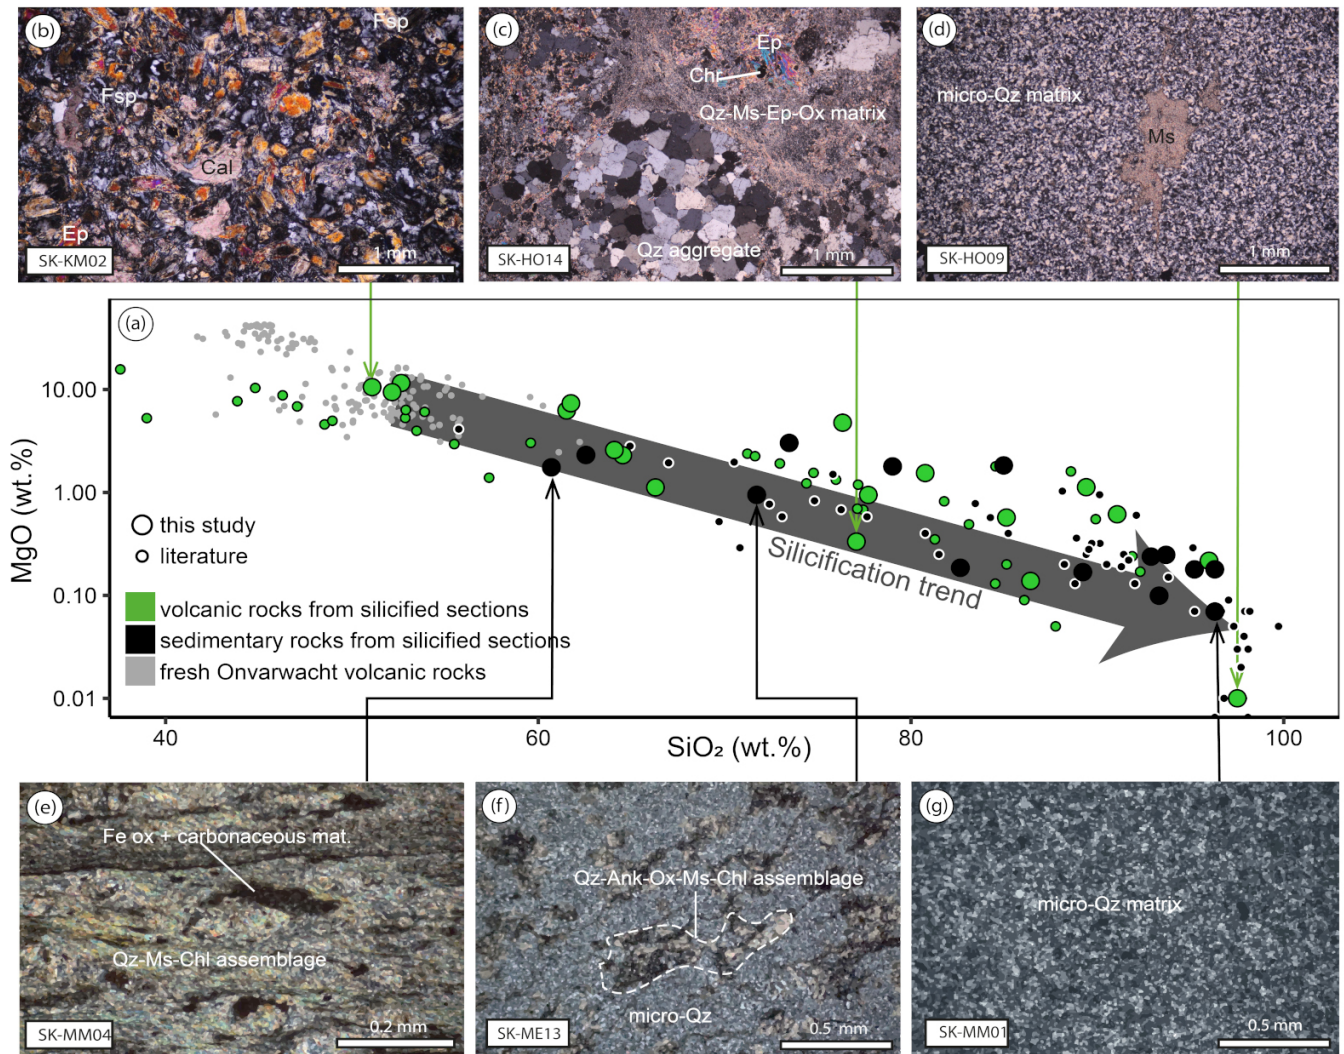 (b)
Fsp
Fsp
Cal
Ep
SK-KM02
1 mm
(c)
Ep
Chr
Qz-Ms-Ep-Ox matrix
Qz aggregate
SK-HO14
1 mm
(d)
micro-Qz matrix
Ms
SK-HO09
1 mm
(a)
10.00
1.00
0.10
0.01
MgO (wt.%)
this study
literature
volcanic rocks from silicified sections
sedimentary rocks from silicified sections
fresh Onvarwacht volcanic rocks
Silicification trend
40
60
80
100
SiO₂ (wt.%)
(e)
Fe ox + carbonaceous mat.
Qz-Ms-Chl assemblage
SK-MM04
0.2 mm
(f)
Qz-Ank-Ox-Ms-Chl assemblage
micro-Qz
SK-ME13
0.5 mm
(g)
micro-Qz matrix
SK-MM01
0.5 mm